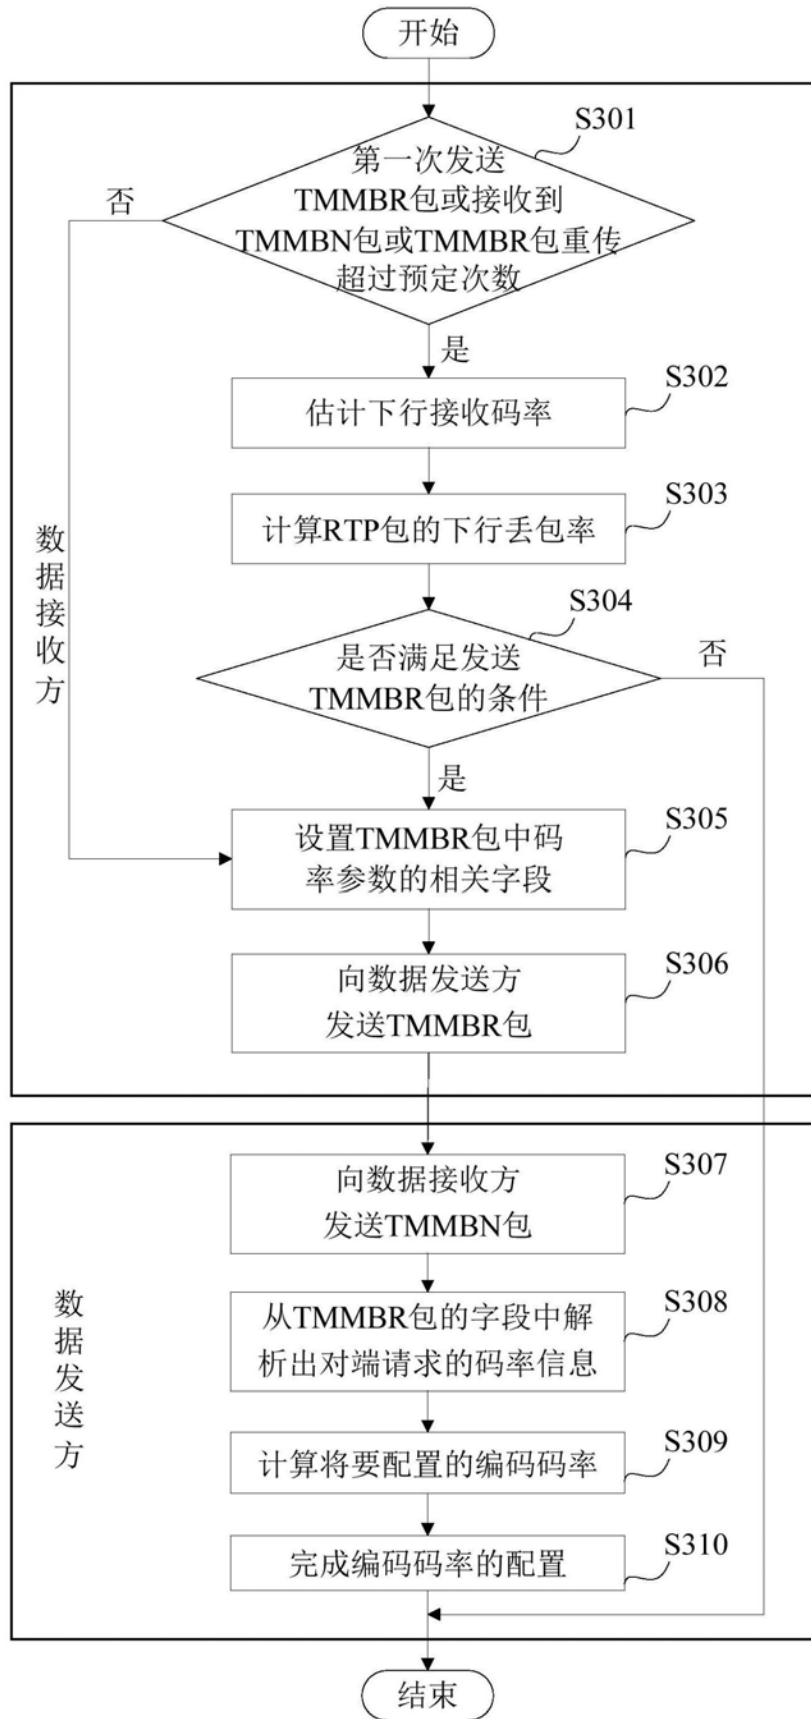 开始
S301
第一次发送
TMMBR包或接收到
TMMBN包或TMMBR包重传
超过预定次数
否
是
S302
估计下行接收码率
S303
计算RTP包的下行丢包率
数据接收方
S304
是否满足发送
TMMBR包的条件
否
是
S305
设置TMMBR包中码
率参数的相关字段
S306
向数据发送方
发送TMMBR包
S307
向数据接收方
发送TMMBN包
数据发送方
S308
从TMMBR包的字段中解
析出对端请求的码率信息
S309
计算将要配置的编码码率
S310
完成编码码率的配置
结束